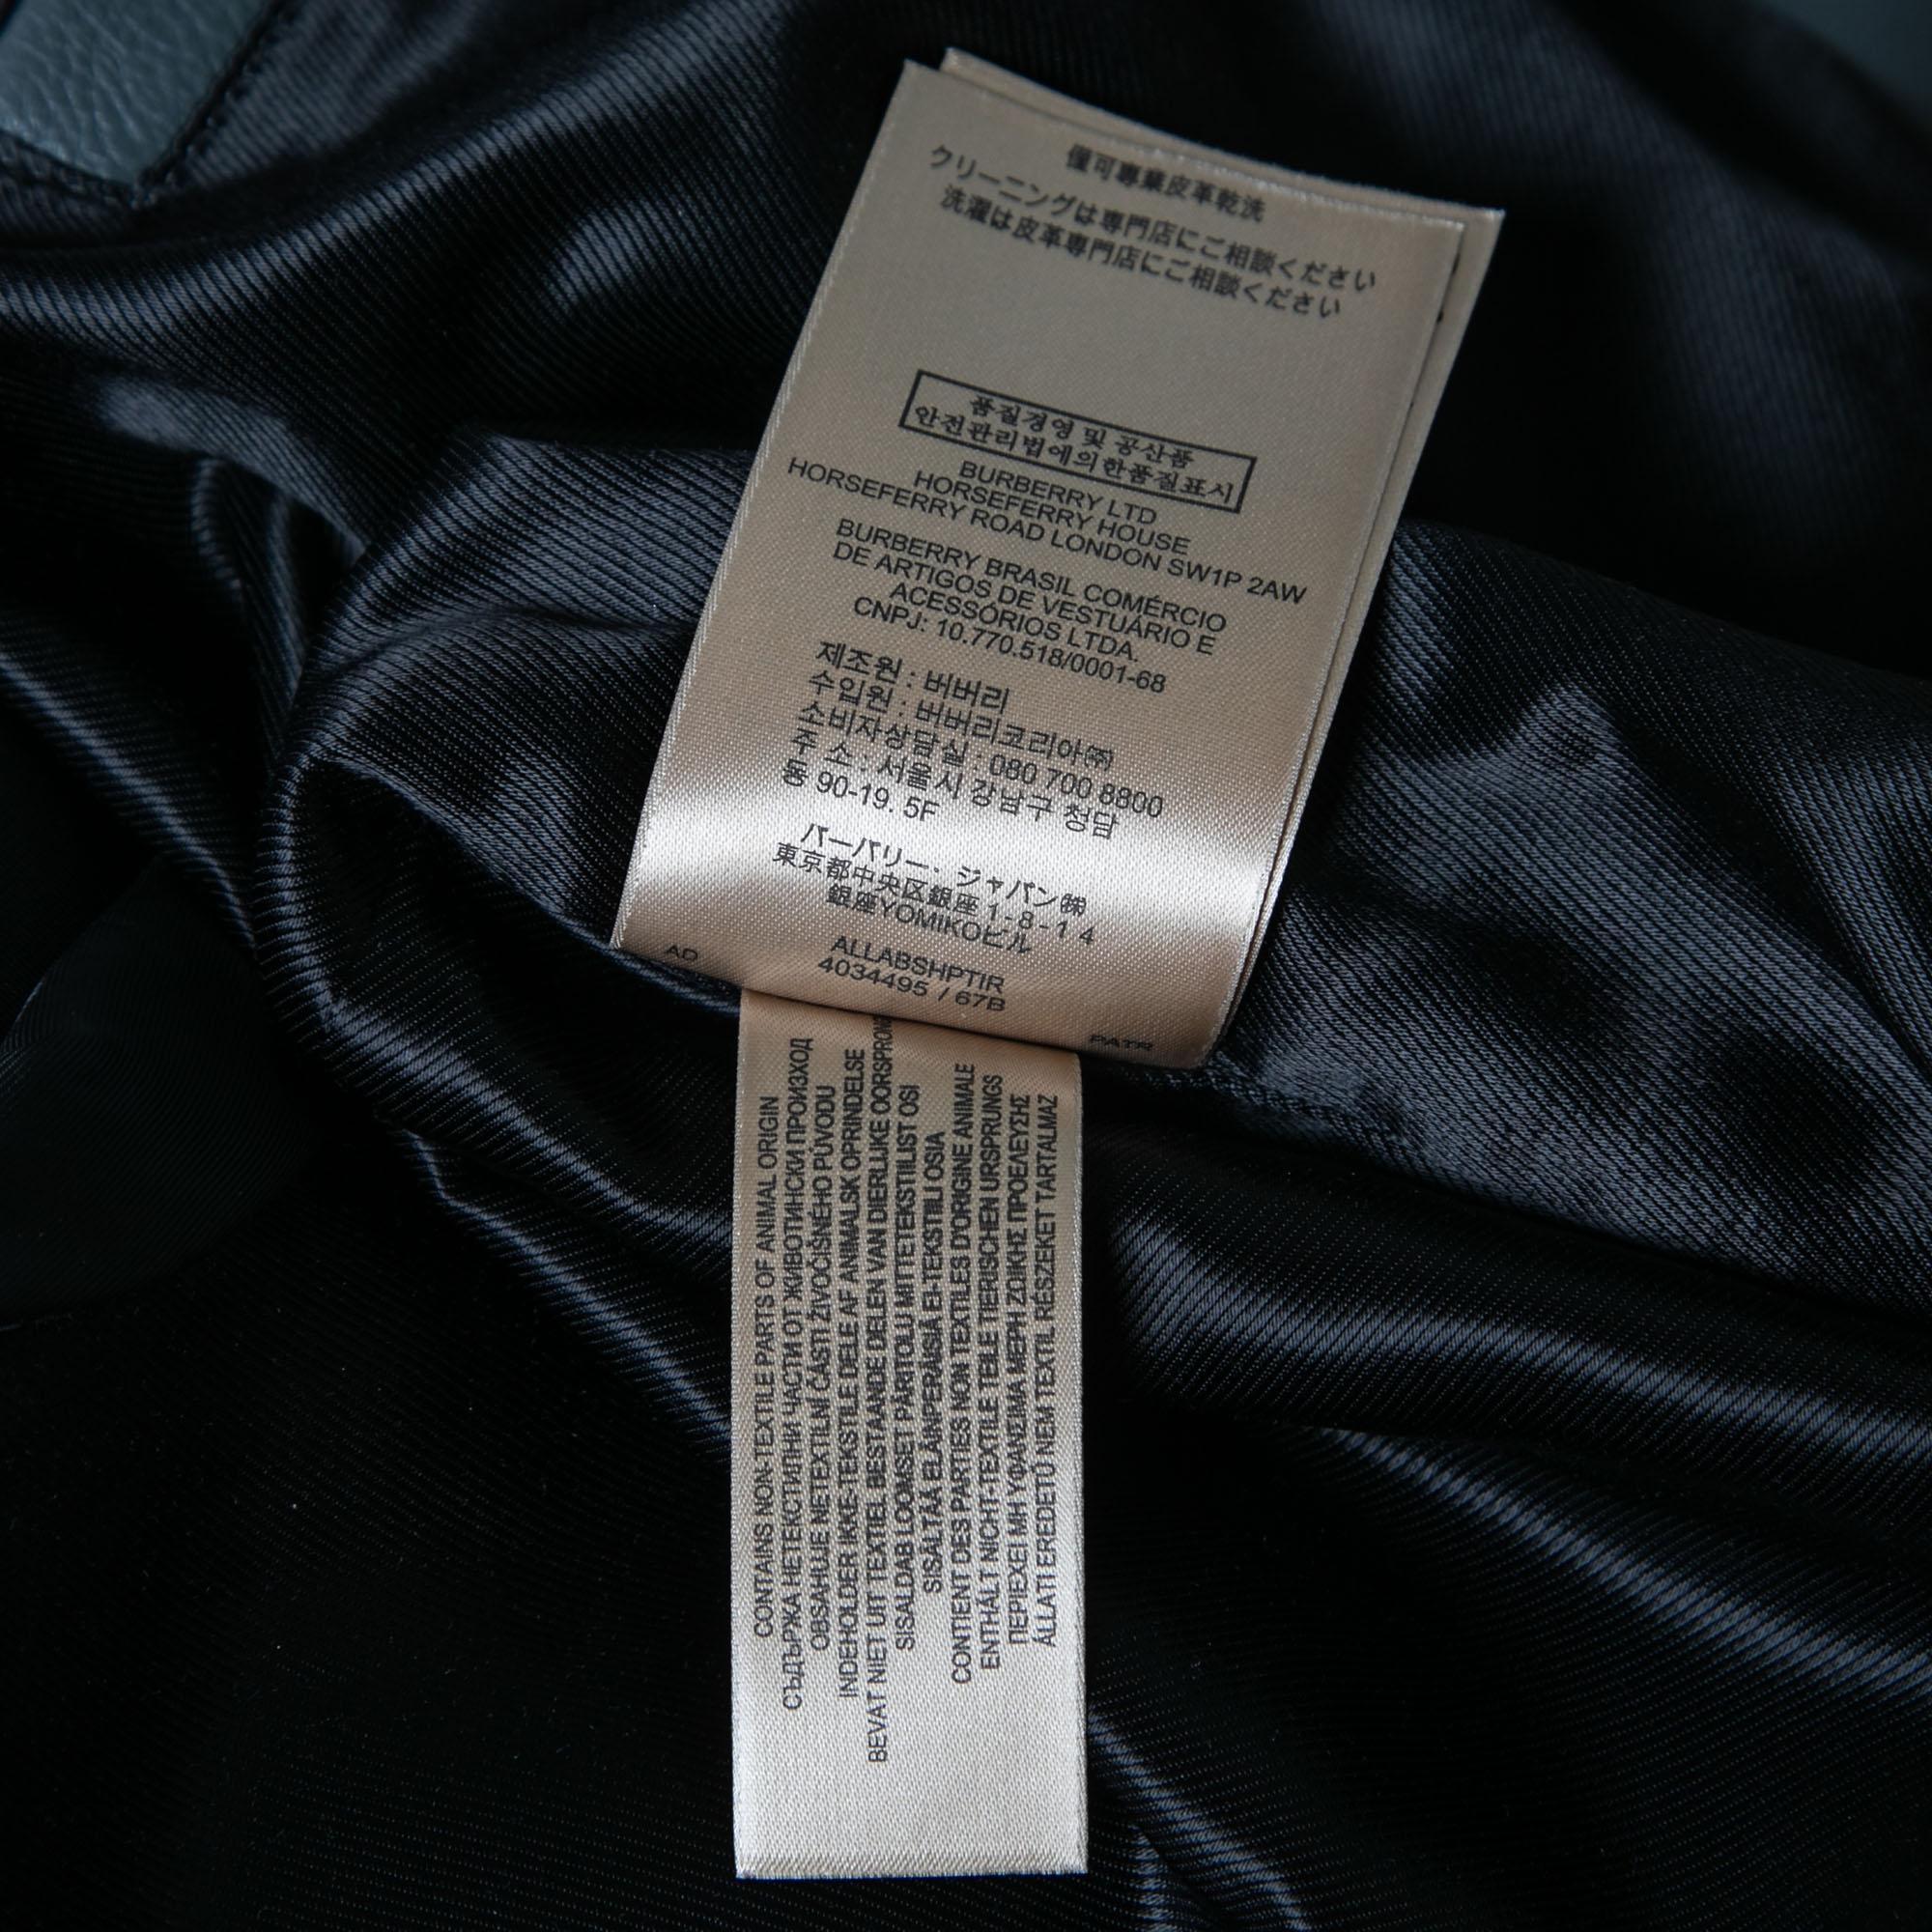 僅可專業皮革乾洗
クリーニングは専門店にご相談ください
洗濯は皮革専門店にご相談ください
품질경영 및 공산품
안전관리법에의한품질표시
BURBERRY LTD
HORSEFERRY HOUSE
HORSEFERRY ROAD LONDON SW1P 2AW
BURBERRY BRASIL COMÉRCIO
DE ARTIGOS DE VESTUÁRIO E
ACESSÓRIOS LTDA.
CNPJ: 10.770.518/0001-68
제조원 : 버버리
수입원 : 버버리코리아㈜
소비자상담실 : 080 700 8800
주 소 : 서울시 강남구 청담
동 90-19. 5F
バーバリー・ジャパン㈱
東京都中央区銀座 1-8-14
銀座YOMIKOビル
ALLABSHPTIR
4034495 / 67B
AD
PATR
CONTAINS NON-TEXTILE PARTS OF ANIMAL ORIGIN
СЪДЪРЖА НЕТЕКСТИЛНИ ЧАСТИ ОТ ЖИВОТИНСКИ ПРОИЗХОД
OBSAHUJE NETEXTILNÍ ČÁSTI ŽIVOČIŠNÉHO PŮVODU
INDEHOLDER IKKE-TEKSTILE DELE AF ANIMALSK OPRINDELSE
BEVAT NIET UIT TEXTIEL BESTAANDE DELEN VAN DIERLIJKE OORSPRONG
SISALDAB LOOMSET PÄRITOLU MITTETEKSTIILIST OSI
SISÄLTÄÄ ELÄINPERÄISIÄ EI-TEKSTIILI OSIA
CONTIENT DES PARTIES NON TEXTILES D'ORIGINE ANIMALE
ENTHÄLT NICHT-TEXTILE TEILE TIERISCHEN URSPRUNGS
ΠΕΡΙΕΧΕΙ ΜΗ ΥΦΑΝΣΙΜΑ ΜΕΡΗ ΖΩΙΚΗΣ ΠΡΟΕΛΕΥΣΗΣ
ÁLLATI EREDETŰ NEM TEXTIL RÉSZEKET TARTALMAZ